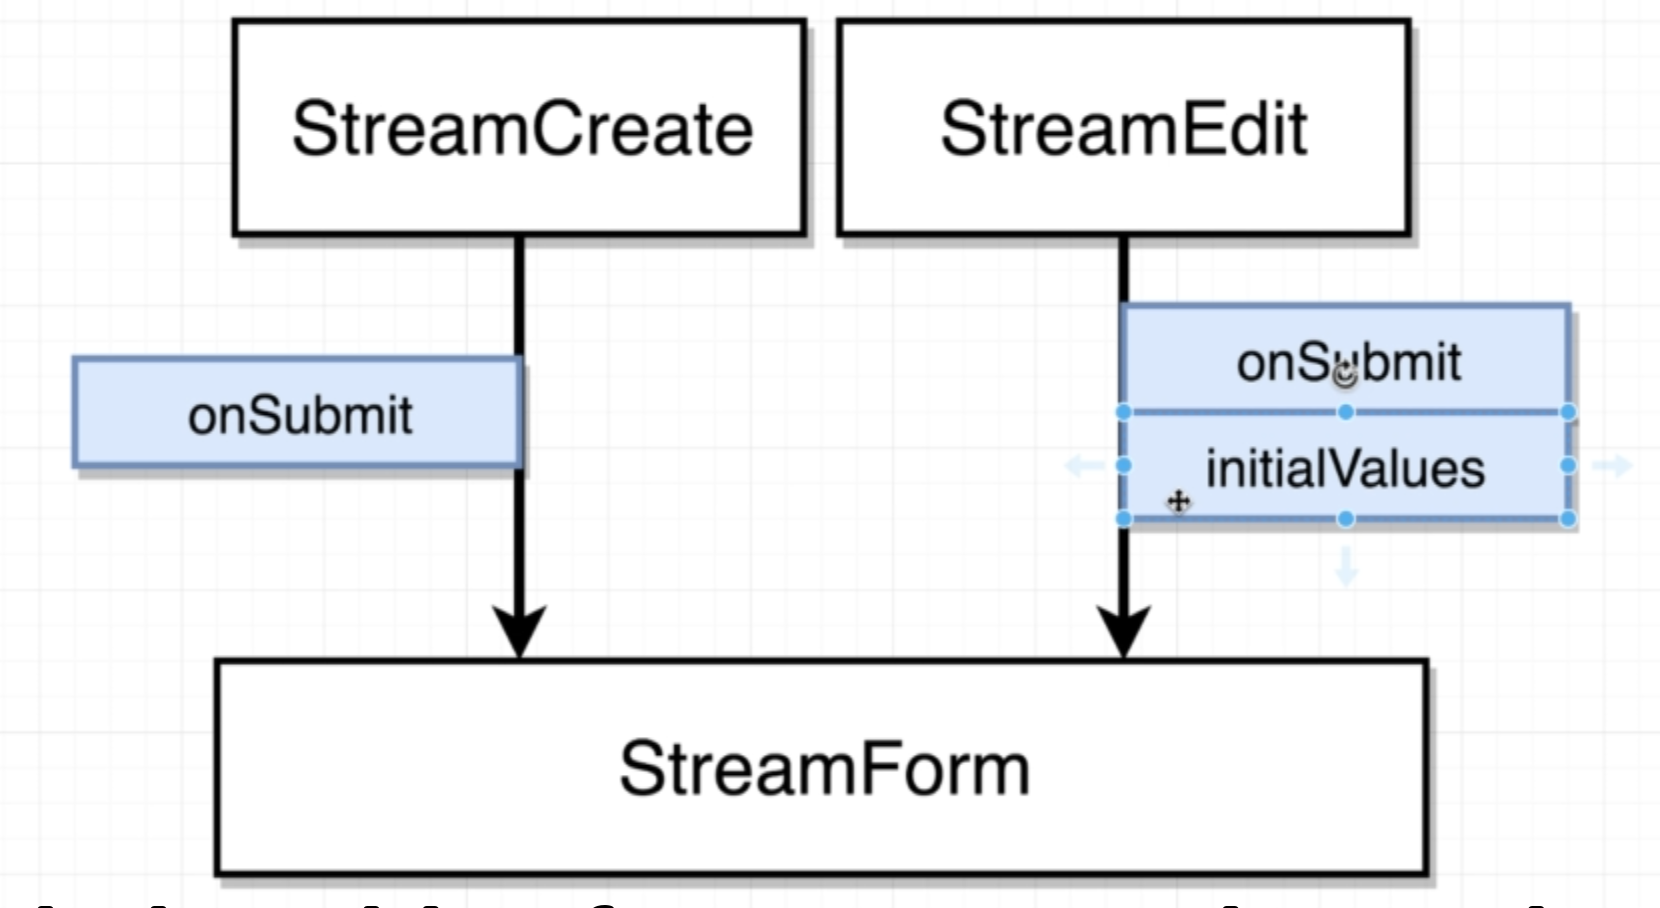 StreamCreate
StreamEdit
onSubmit
onSubmit
initialValues
StreamForm